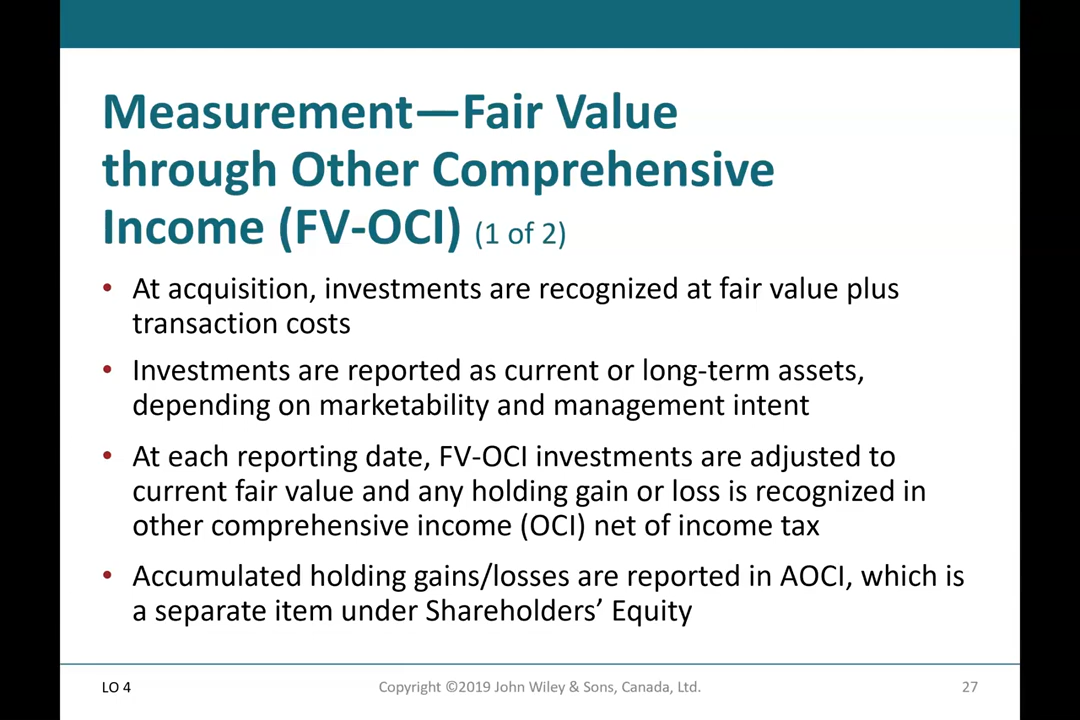 Measurement—Fair Value
through Other Comprehensive
Income (FV-OCI) (1 of 2)
• At acquisition, investments are recognized at fair value plus
transaction costs
• Investments are reported as current or long-term assets,
depending on marketability and management intent
• At each reporting date, FV-OCI investments are adjusted to
current fair value and any holding gain or loss is recognized in
other comprehensive income (OCI) net of income tax
• Accumulated holding gains/losses are reported in AOCI, which is
a separate item under Shareholders’ Equity
LO 4 Copyright ©2019 John Wiley & Sons, Canada, Ltd. 27